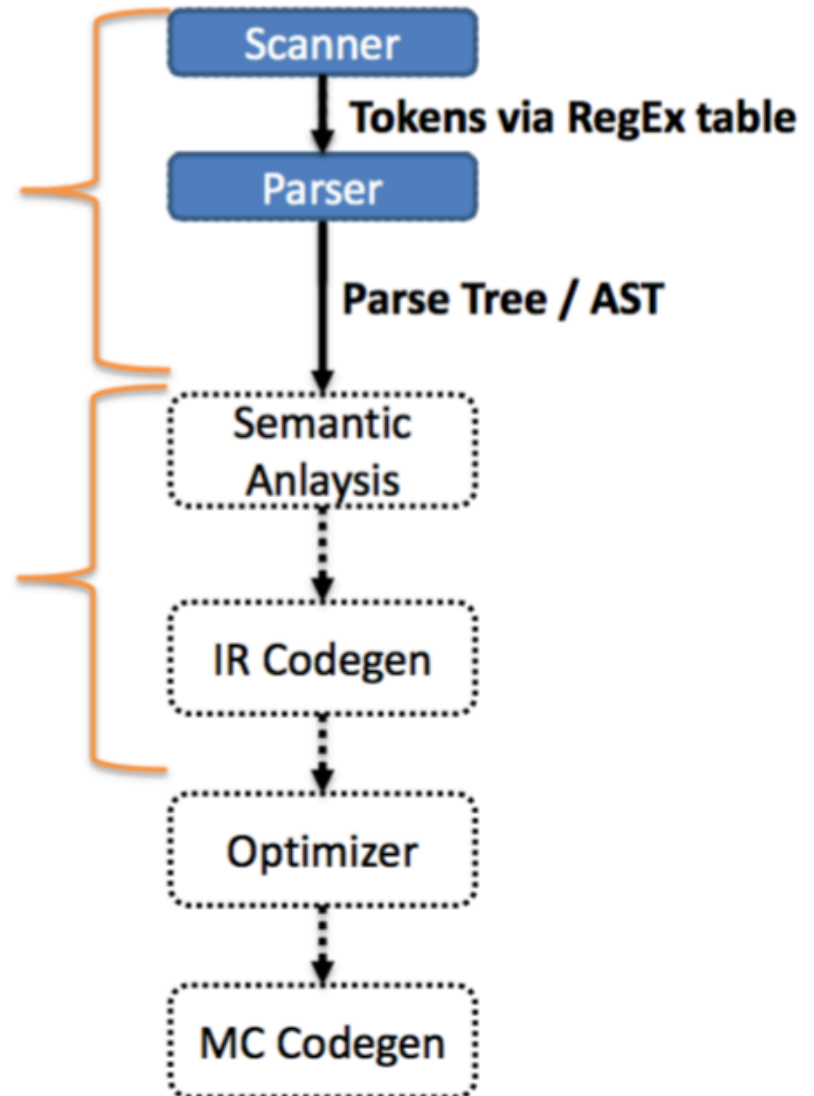 Scanner
Tokens via RegEx table
Parser
Parse Tree / AST
Semantic
Anlaysis
IR Codegen
Optimizer
MC Codegen